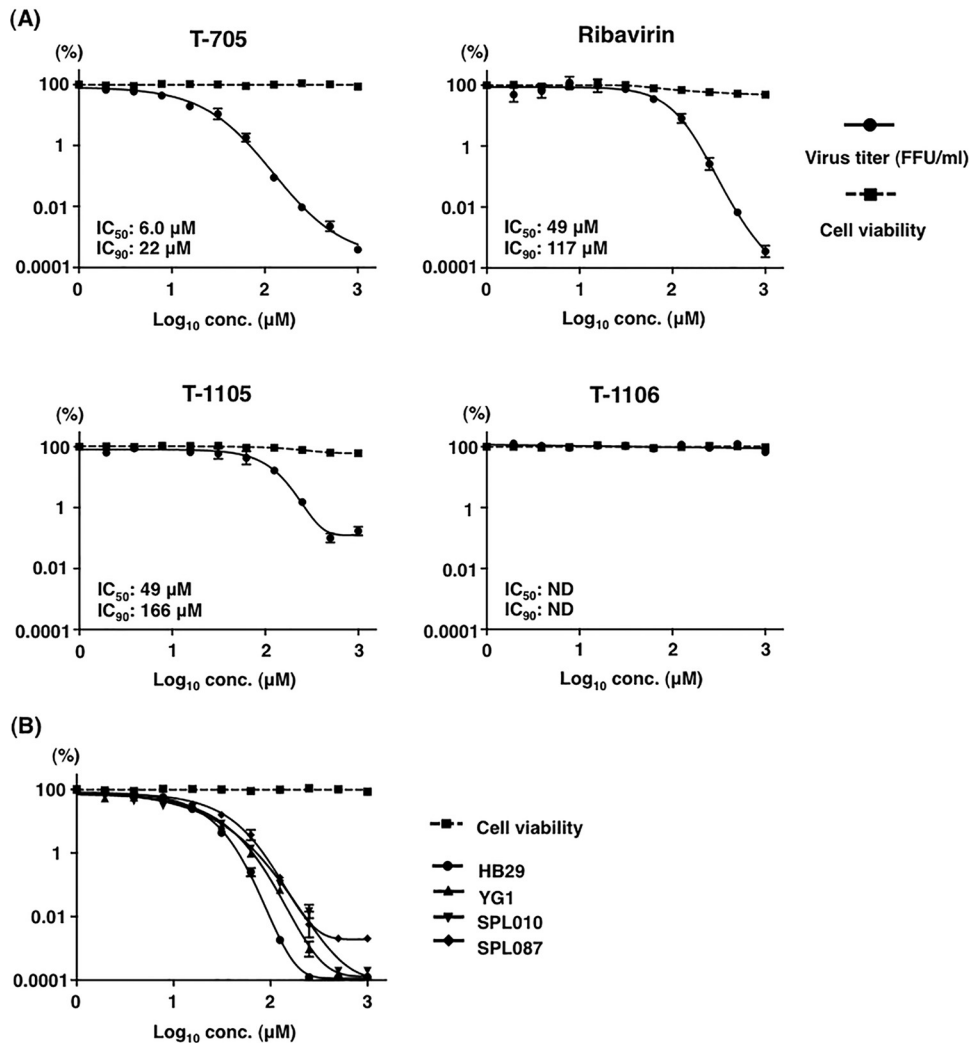 (A)
T-705
(%)
100
1
0.01
0.0001
IC50: 6.0 µM
IC90: 22 µM
0 1 2 3
Log10 conc. (µM)
Ribavirin
(%)
100
1
0.01
0.0001
IC50: 49 µM
IC90: 117 µM
0 1 2 3
Log10 conc. (µM)
Virus titer (FFU/ml)
Cell viability
T-1105
(%)
100
1
0.01
0.0001
IC50: 49 µM
IC90: 166 µM
0 1 2 3
Log10 conc. (µM)
T-1106
(%)
100
1
0.01
0.0001
IC50: ND
IC90: ND
0 1 2 3
Log10 conc. (µM)
(B)
(%)
100
1
0.01
0.0001
0 1 2 3
Log10 conc. (µM)
Cell viability
HB29
YG1
SPL010
SPL087